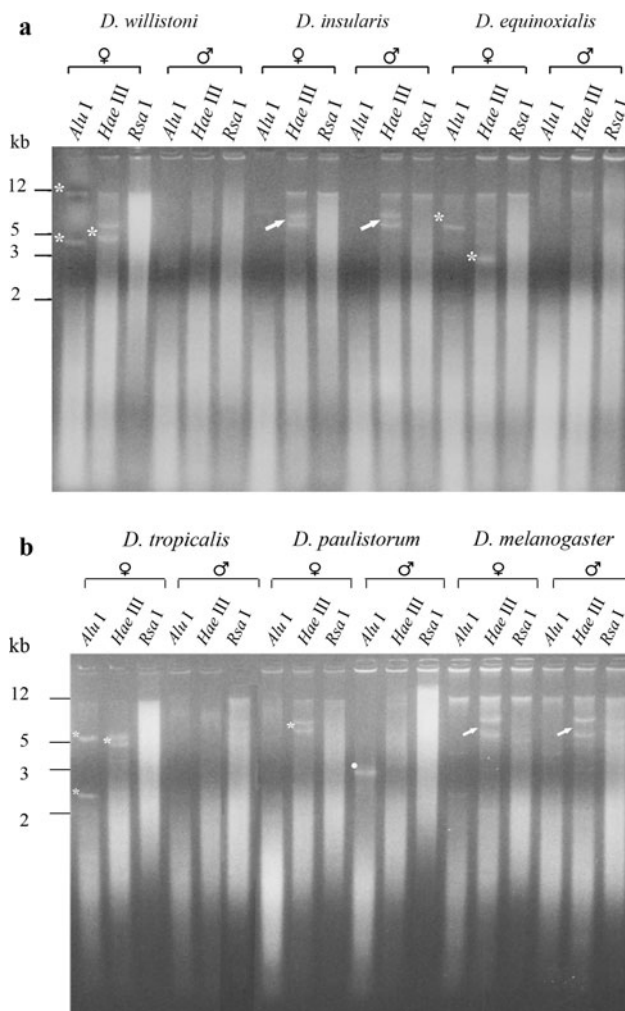 a
D. willistoni D. insularis D. equinoxialis
♀ ♂ ♀ ♂ ♀ ♂
Alu I Hae III Rsa I Alu I Hae III Rsa I Alu I Hae III Rsa I Alu I Hae III Rsa I Alu I Hae III Rsa I Alu I Hae III Rsa I
kb
12
*
5
*
*
*
3
*
2
b
D. tropicalis D. paulistorum D. melanogaster
♀ ♂ ♀ ♂ ♀ ♂
Alu I Hae III Rsa I Alu I Hae III Rsa I Alu I Hae III Rsa I Alu I Hae III Rsa I Alu I Hae III Rsa I Alu I Hae III Rsa I
kb
12
*
*
*
5
3
*
2